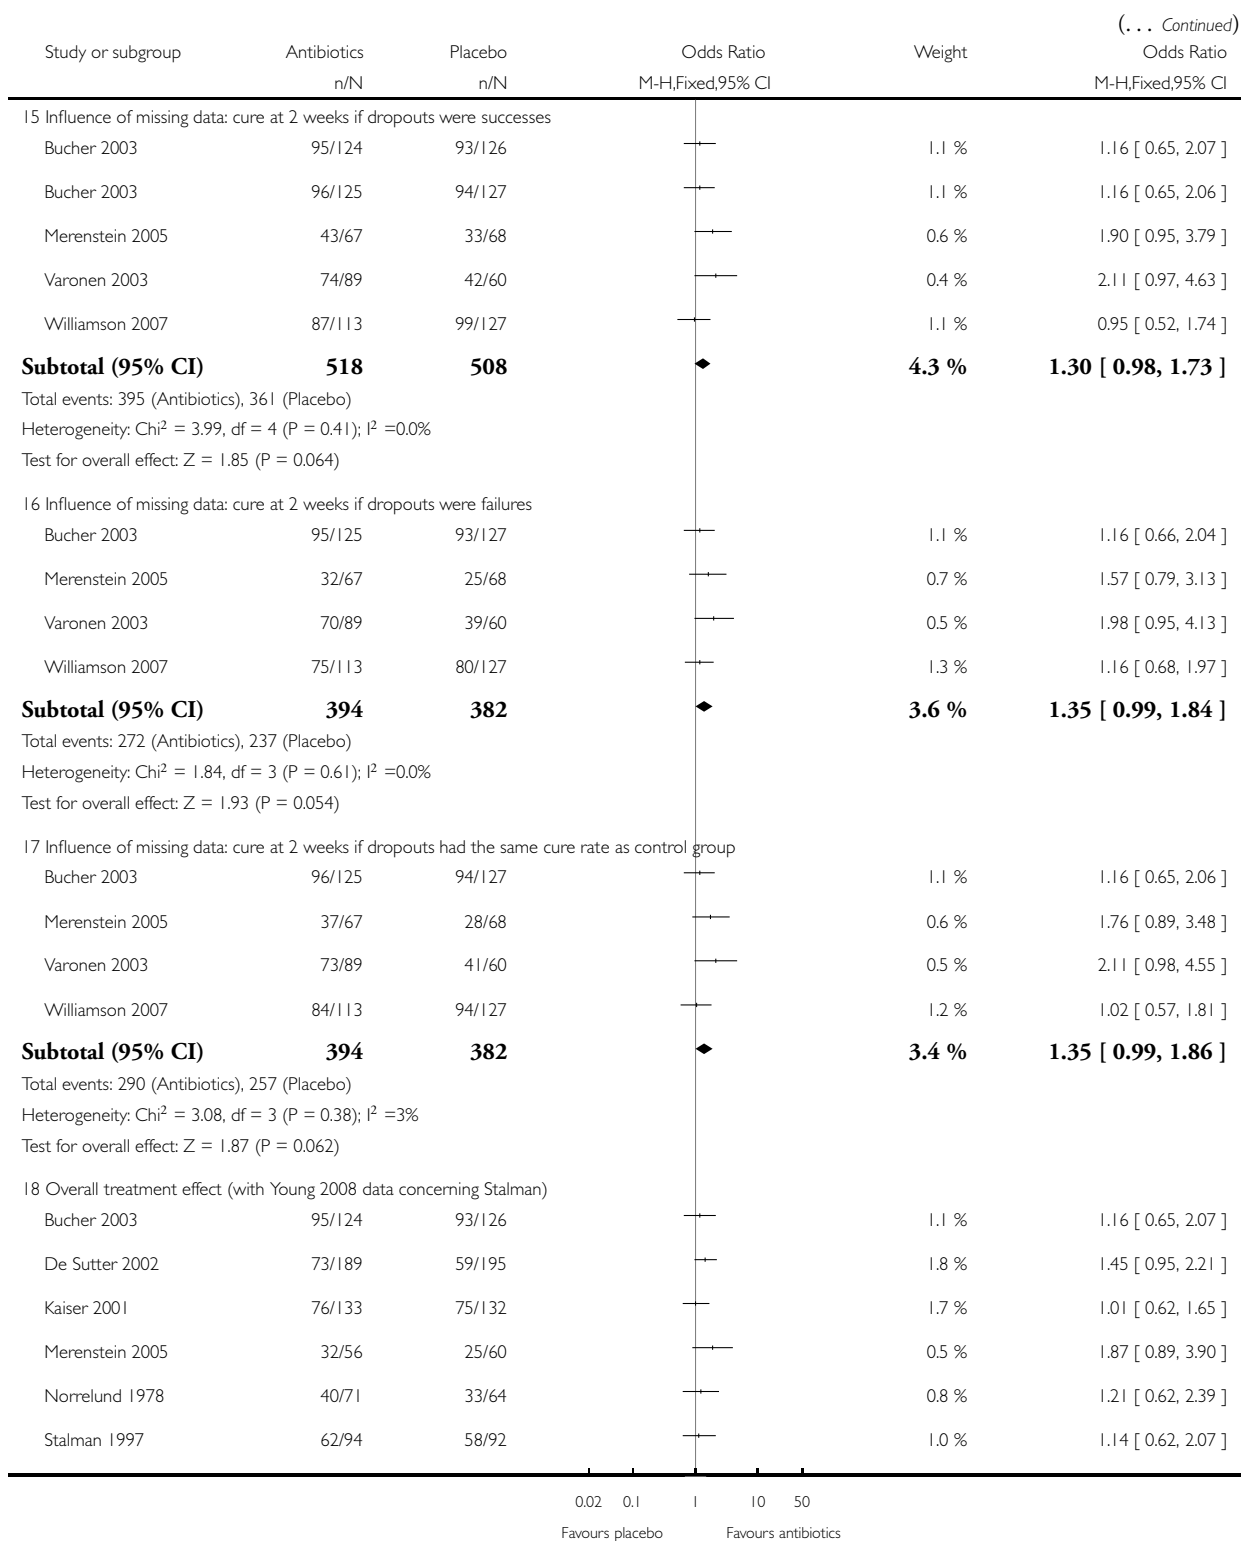 (... Continued)
Study or subgroup Antibiotics Placebo Odds Ratio Weight Odds Ratio
n/N n/N M-H,Fixed,95% CI M-H,Fixed,95% CI
15 Influence of missing data: cure at 2 weeks if dropouts were successes
Bucher 2003 95/124 93/126 1.1 % 1.16 [ 0.65, 2.07 ]
Bucher 2003 96/125 94/127 1.1 % 1.16 [ 0.65, 2.06 ]
Merenstein 2005 43/67 33/68 0.6 % 1.90 [ 0.95, 3.79 ]
Varonen 2003 74/89 42/60 0.4 % 2.11 [ 0.97, 4.63 ]
Williamson 2007 87/113 99/127 1.1 % 0.95 [ 0.52, 1.74 ]
Subtotal (95% CI) 518 508 4.3 % 1.30 [ 0.98, 1.73 ]
Total events: 395 (Antibiotics), 361 (Placebo)
Heterogeneity: Chi² = 3.99, df = 4 (P = 0.41); I² =0.0%
Test for overall effect: Z = 1.85 (P = 0.064)
16 Influence of missing data: cure at 2 weeks if dropouts were failures
Bucher 2003 95/125 93/127 1.1 % 1.16 [ 0.66, 2.04 ]
Merenstein 2005 32/67 25/68 0.7 % 1.57 [ 0.79, 3.13 ]
Varonen 2003 70/89 39/60 0.5 % 1.98 [ 0.95, 4.13 ]
Williamson 2007 75/113 80/127 1.3 % 1.16 [ 0.68, 1.97 ]
Subtotal (95% CI) 394 382 3.6 % 1.35 [ 0.99, 1.84 ]
Total events: 272 (Antibiotics), 237 (Placebo)
Heterogeneity: Chi² = 1.84, df = 3 (P = 0.61); I² =0.0%
Test for overall effect: Z = 1.93 (P = 0.054)
17 Influence of missing data: cure at 2 weeks if dropouts had the same cure rate as control group
Bucher 2003 96/125 94/127 1.1 % 1.16 [ 0.65, 2.06 ]
Merenstein 2005 37/67 28/68 0.6 % 1.76 [ 0.89, 3.48 ]
Varonen 2003 73/89 41/60 0.5 % 2.11 [ 0.98, 4.55 ]
Williamson 2007 84/113 94/127 1.2 % 1.02 [ 0.57, 1.81 ]
Subtotal (95% CI) 394 382 3.4 % 1.35 [ 0.99, 1.86 ]
Total events: 290 (Antibiotics), 257 (Placebo)
Heterogeneity: Chi² = 3.08, df = 3 (P = 0.38); I² =3%
Test for overall effect: Z = 1.87 (P = 0.062)
18 Overall treatment effect (with Young 2008 data concerning Stalman)
Bucher 2003 95/124 93/126 1.1 % 1.16 [ 0.65, 2.07 ]
De Sutter 2002 73/189 59/195 1.8 % 1.45 [ 0.95, 2.21 ]
Kaiser 2001 76/133 75/132 1.7 % 1.01 [ 0.62, 1.65 ]
Merenstein 2005 32/56 25/60 0.5 % 1.87 [ 0.89, 3.90 ]
Norrelund 1978 40/71 33/64 0.8 % 1.21 [ 0.62, 2.39 ]
Stalman 1997 62/94 58/92 1.0 % 1.14 [ 0.62, 2.07 ]
0.02 0.1 1 10 50
Favours placebo Favours antibiotics